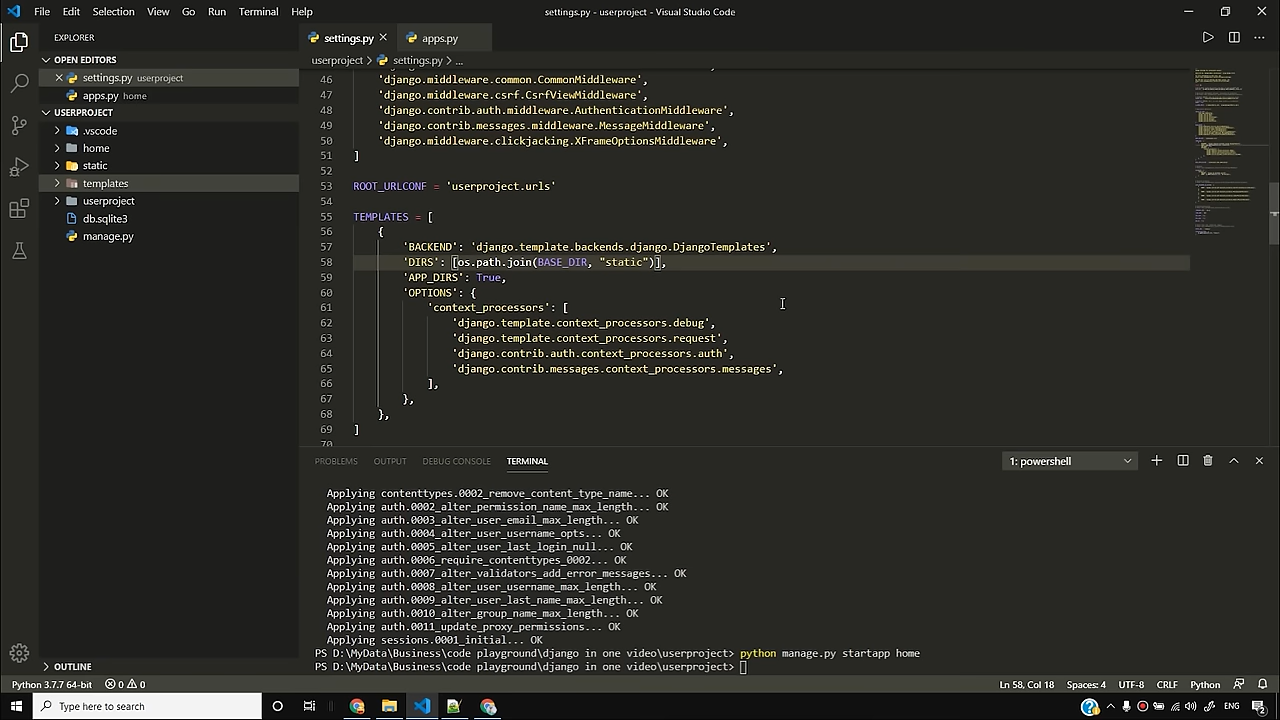 File Edit Selection View Go Run Terminal Help
settings.py - userproject - Visual Studio Code
EXPLORER
OPEN EDITORS
settings.py userproject
apps.py home
USERPROJECT
.vscode
home
static
templates
userproject
db.sqlite3
manage.py
OUTLINE
settings.py
apps.py
userproject > settings.py > ...
46 'django.middleware.common.CommonMiddleware',
47 'django.middleware.csrf.CsrfViewMiddleware',
48 'django.contrib.auth.middleware.AuthenticationMiddleware',
49 'django.contrib.messages.middleware.MessageMiddleware',
50 'django.middleware.clickjacking.XFrameOptionsMiddleware',
51 ]
52
53 ROOT_URLCONF = 'userproject.urls'
54
55 TEMPLATES = [
56 {
57 'BACKEND': 'django.template.backends.django.DjangoTemplates',
58 'DIRS': [os.path.join(BASE_DIR, "static")],
59 'APP_DIRS': True,
60 'OPTIONS': {
61 'context_processors': [
62 'django.template.context_processors.debug',
63 'django.template.context_processors.request',
64 'django.contrib.auth.context_processors.auth',
65 'django.contrib.messages.context_processors.messages',
66 ],
67 },
68 },
69 ]
70
PROBLEMS OUTPUT DEBUG CONSOLE TERMINAL
1: powershell
Applying contenttypes.0002_remove_content_type_name... OK
Applying auth.0002_alter_permission_name_max_length... OK
Applying auth.0003_alter_user_email_max_length... OK
Applying auth.0004_alter_user_username_opts... OK
Applying auth.0005_alter_user_last_login_null... OK
Applying auth.0006_require_contenttypes_0002... OK
Applying auth.0007_alter_validators_add_error_messages... OK
Applying auth.0008_alter_user_username_max_length... OK
Applying auth.0009_alter_user_last_name_max_length... OK
Applying auth.0010_alter_group_name_max_length... OK
Applying auth.0011_update_proxy_permissions... OK
Applying sessions.0001_initial... OK
PS D:\MyData\Business\code playground\django in one video\userproject> python manage.py startapp home
PS D:\MyData\Business\code playground\django in one video\userproject>
Python 3.7.7 64-bit 0 0
Ln 58, Col 18 Spaces: 4 UTF-8 CRLF Python
Type here to search
ENG